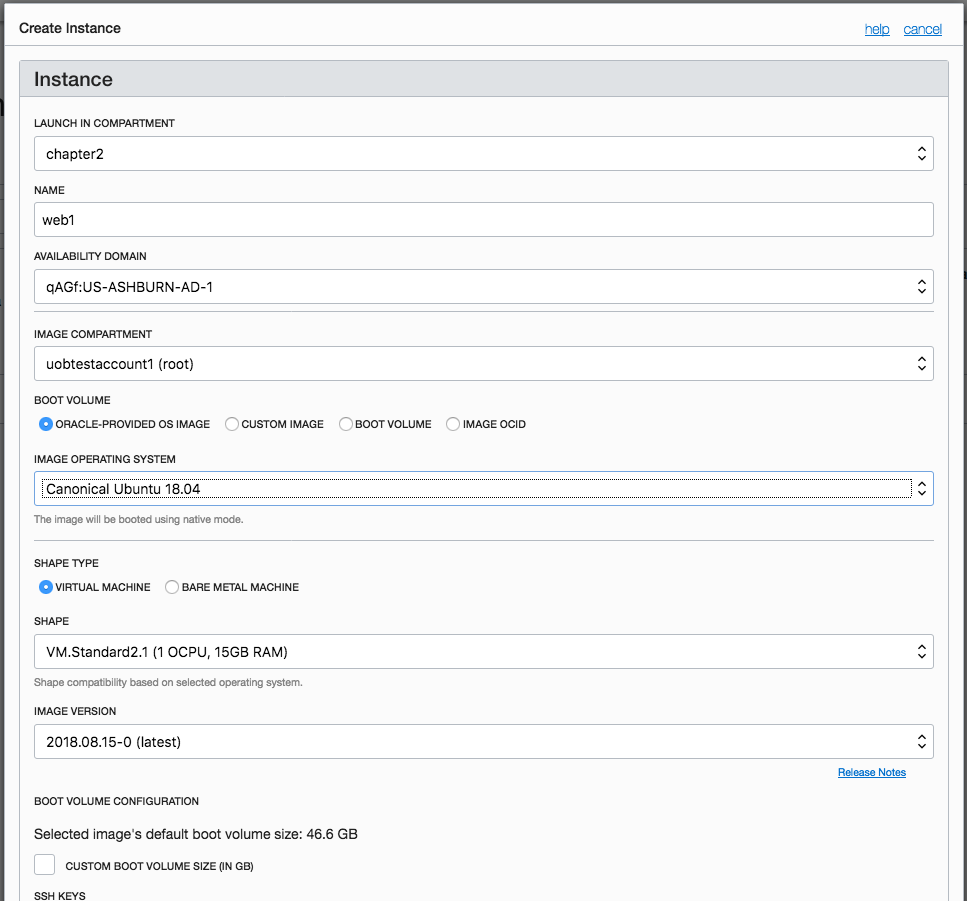 Create Instance
help cancel
Instance
LAUNCH IN COMPARTMENT
chapter2
NAME
web1
AVAILABILITY DOMAIN
qAGf:US-ASHBURN-AD-1
IMAGE COMPARTMENT
uobtestaccount1 (root)
BOOT VOLUME
ORACLE-PROVIDED OS IMAGE CUSTOM IMAGE BOOT VOLUME IMAGE OCID
IMAGE OPERATING SYSTEM
Canonical Ubuntu 18.04
The image will be booted using native mode.
SHAPE TYPE
VIRTUAL MACHINE BARE METAL MACHINE
SHAPE
VM.Standard2.1 (1 OCPU, 15GB RAM)
Shape compatibility based on selected operating system.
IMAGE VERSION
2018.08.15-0 (latest)
Release Notes
BOOT VOLUME CONFIGURATION
Selected image's default boot volume size: 46.6 GB
CUSTOM BOOT VOLUME SIZE (IN GB)
SSH KEYS